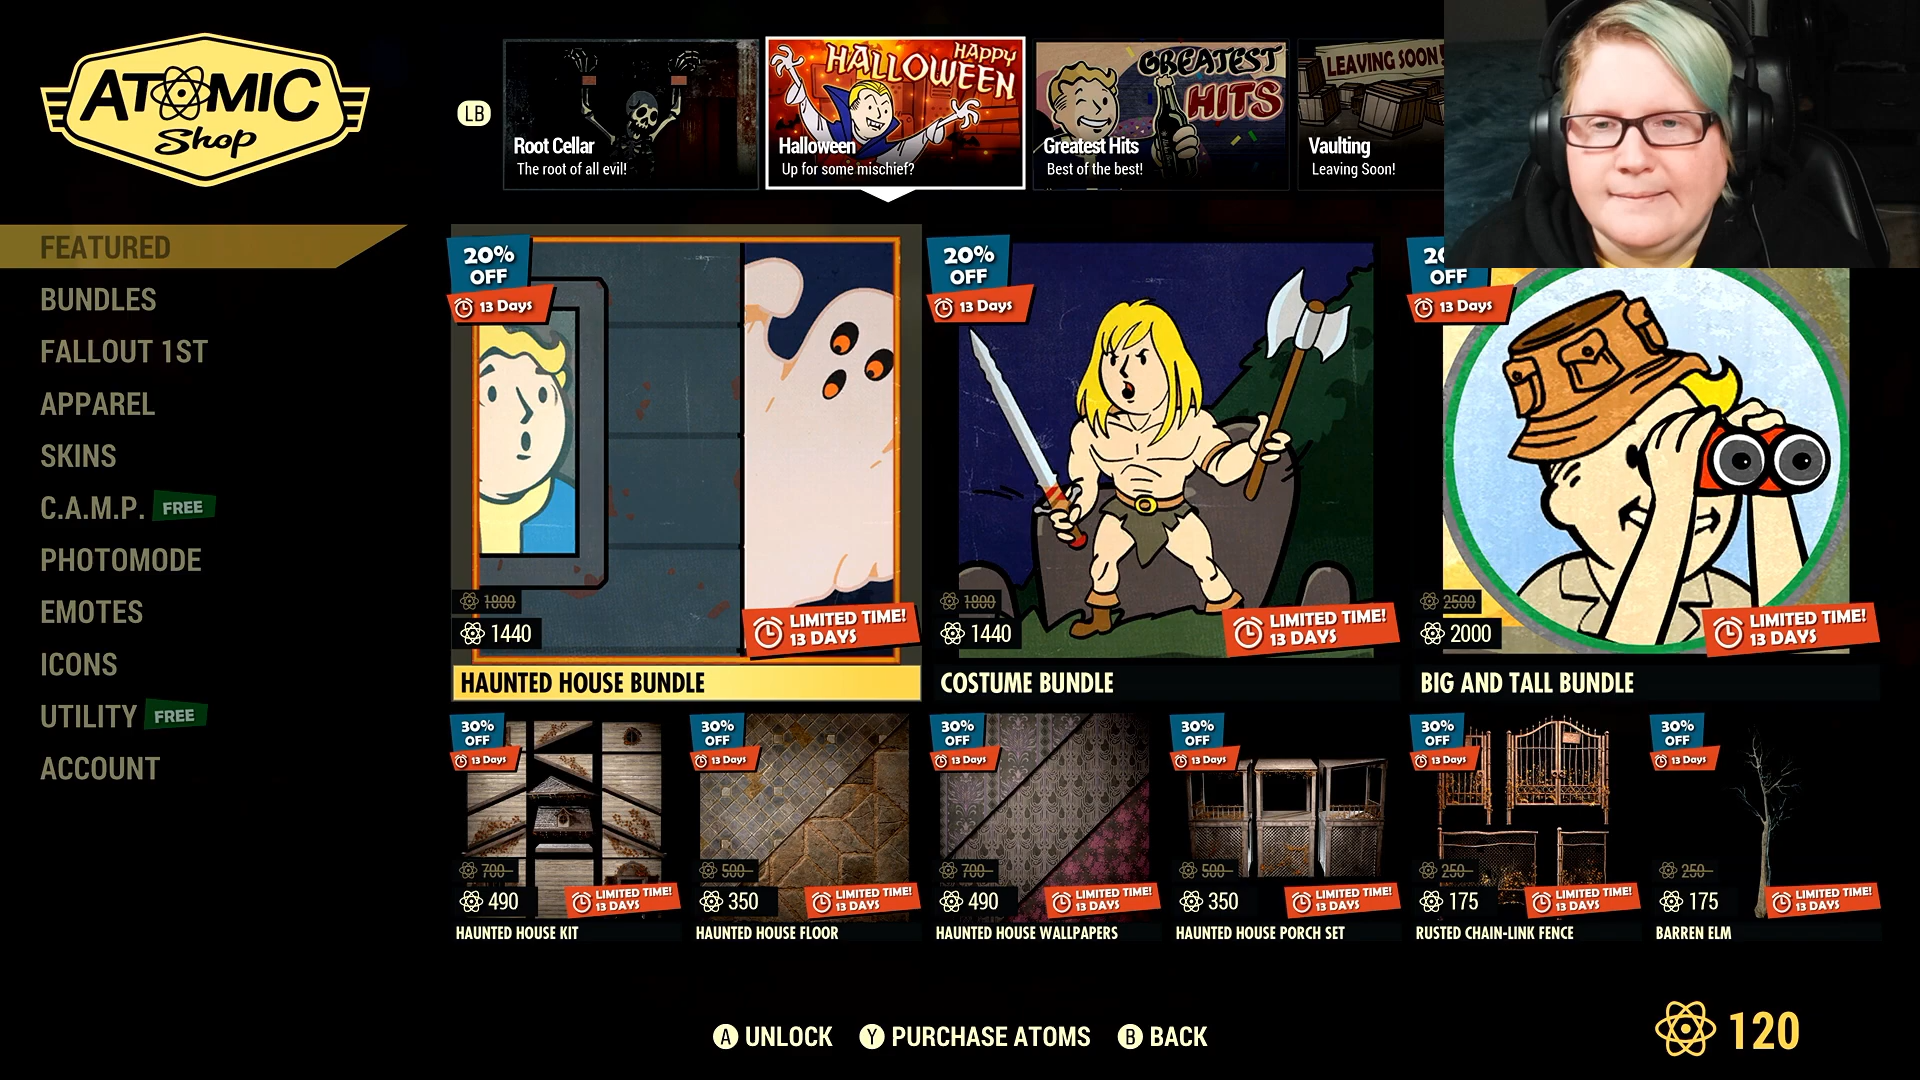 ATOMIC
Shop
LB
Root Cellar
The root of all evil!
HAPPY
HALLOWEEN
Halloween
Up for some mischief?
GREATEST
HITS
Greatest Hits
Best of the best!
LEAVING SOON!
Vaulting
Leaving Soon!
FEATURED
BUNDLES
FALLOUT 1ST
APPAREL
SKINS
C.A.M.P. FREE
PHOTOMODE
EMOTES
ICONS
UTILITY FREE
ACCOUNT
20%
OFF
13 Days
1800
1440
LIMITED TIME!
13 DAYS
HAUNTED HOUSE BUNDLE
20%
OFF
13 Days
1800
1440
LIMITED TIME!
13 DAYS
COSTUME BUNDLE
13 Days
2500
2000
LIMITED TIME!
13 DAYS
BIG AND TALL BUNDLE
30%
OFF
13 Days
700
490
LIMITED TIME!
13 DAYS
HAUNTED HOUSE KIT
30%
OFF
13 Days
500
350
LIMITED TIME!
13 DAYS
HAUNTED HOUSE FLOOR
30%
OFF
13 Days
700
490
LIMITED TIME!
13 DAYS
HAUNTED HOUSE WALLPAPERS
30%
OFF
13 Days
500
350
LIMITED TIME!
13 DAYS
HAUNTED HOUSE PORCH SET
30%
OFF
13 Days
250
175
LIMITED TIME!
13 DAYS
RUSTED CHAIN-LINK FENCE
30%
OFF
13 Days
250
175
LIMITED TIME!
13 DAYS
BARREN ELM
A UNLOCK Y PURCHASE ATOMS B BACK
120